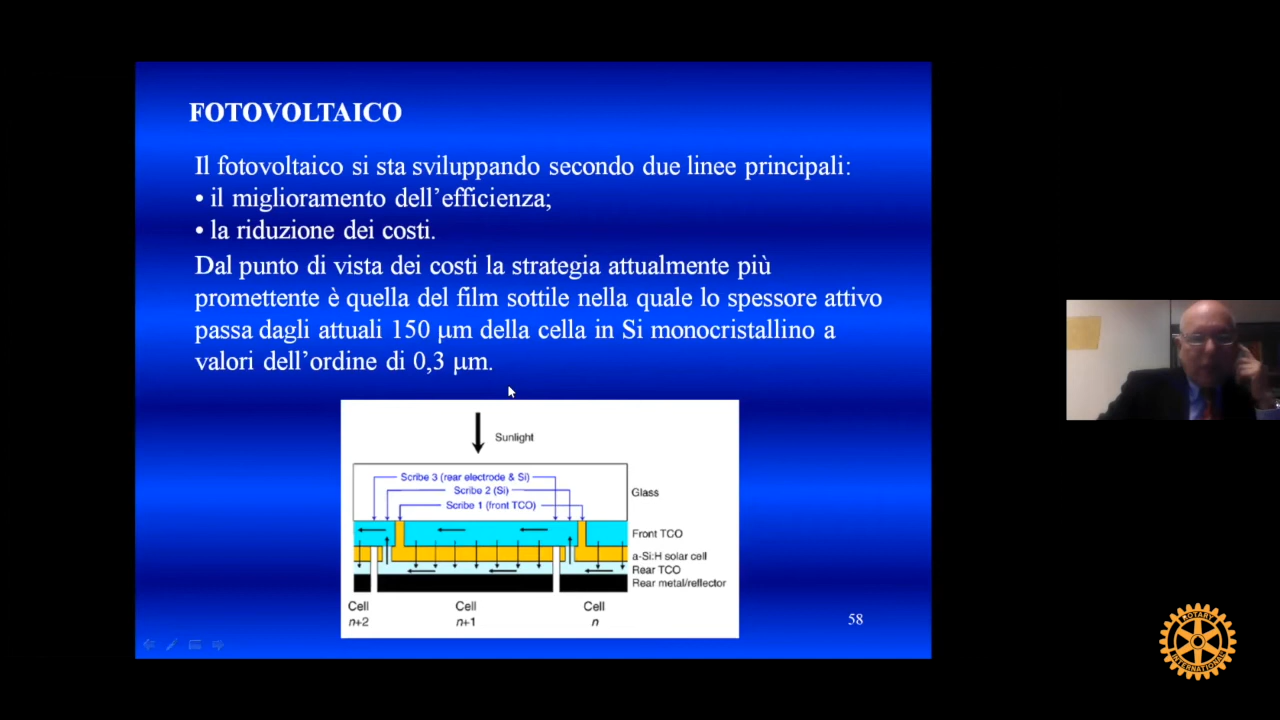 FOTOVOLTAICO
Il fotovoltaico si sta sviluppando secondo due linee principali:
• il miglioramento dell’efficienza;
• la riduzione dei costi.
Dal punto di vista dei costi la strategia attualmente più
promettente è quella del film sottile nella quale lo spessore attivo
passa dagli attuali 150 μm della cella in Si monocristallino a
valori dell’ordine di 0,3 μm.
Sunlight
Scribe 3 (rear electrode & Si)
Scribe 2 (Si)
Scribe 1 (front TCO)
Glass
Front TCO
a-Si:H solar cell
Rear TCO
Rear metal/reflector
Cell
n+2
Cell
n+1
Cell
n
58
ROTARY
INTERNATIONAL